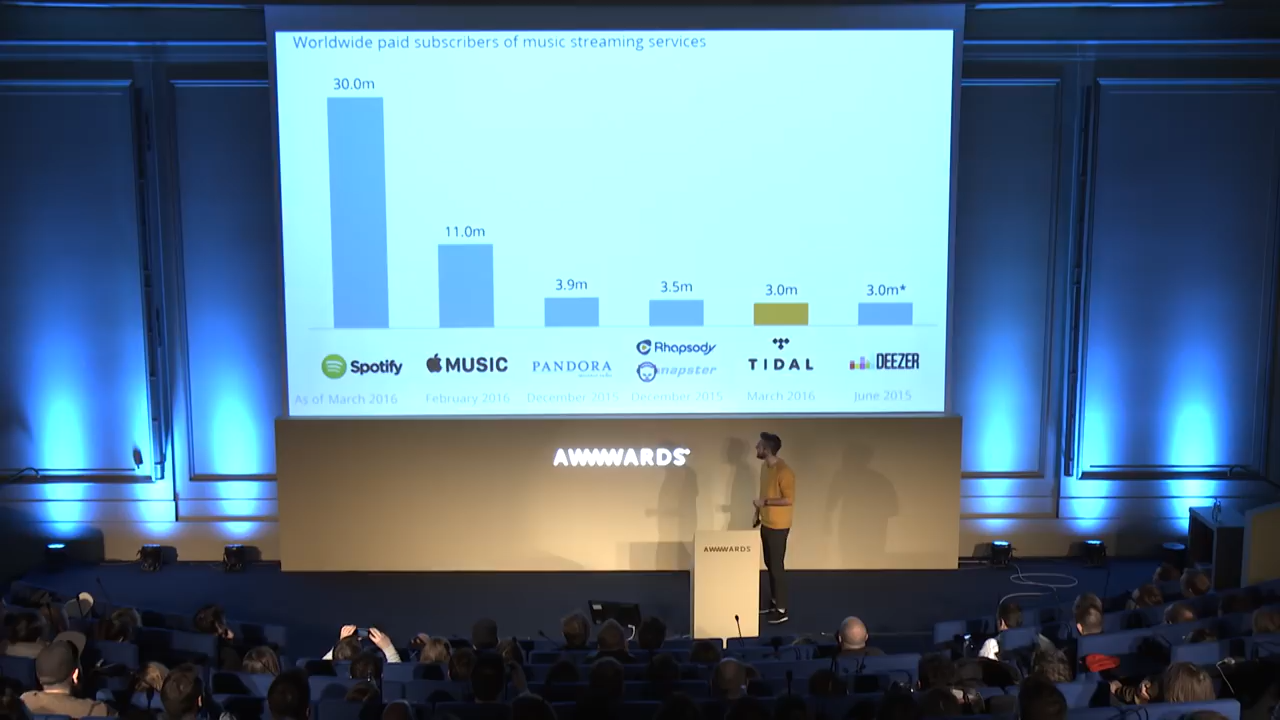 Worldwide paid subscribers of music streaming services
30.0m
11.0m
3.9m
3.5m
3.0m
3.0m*
Spotify
MUSIC
PANDORA
Rhapsody
napster
TIDAL
DEEZER
As of March 2016
February 2016
December 2015
December 2015
March 2016
June 2015
AWWWARDS
AWWWARDS